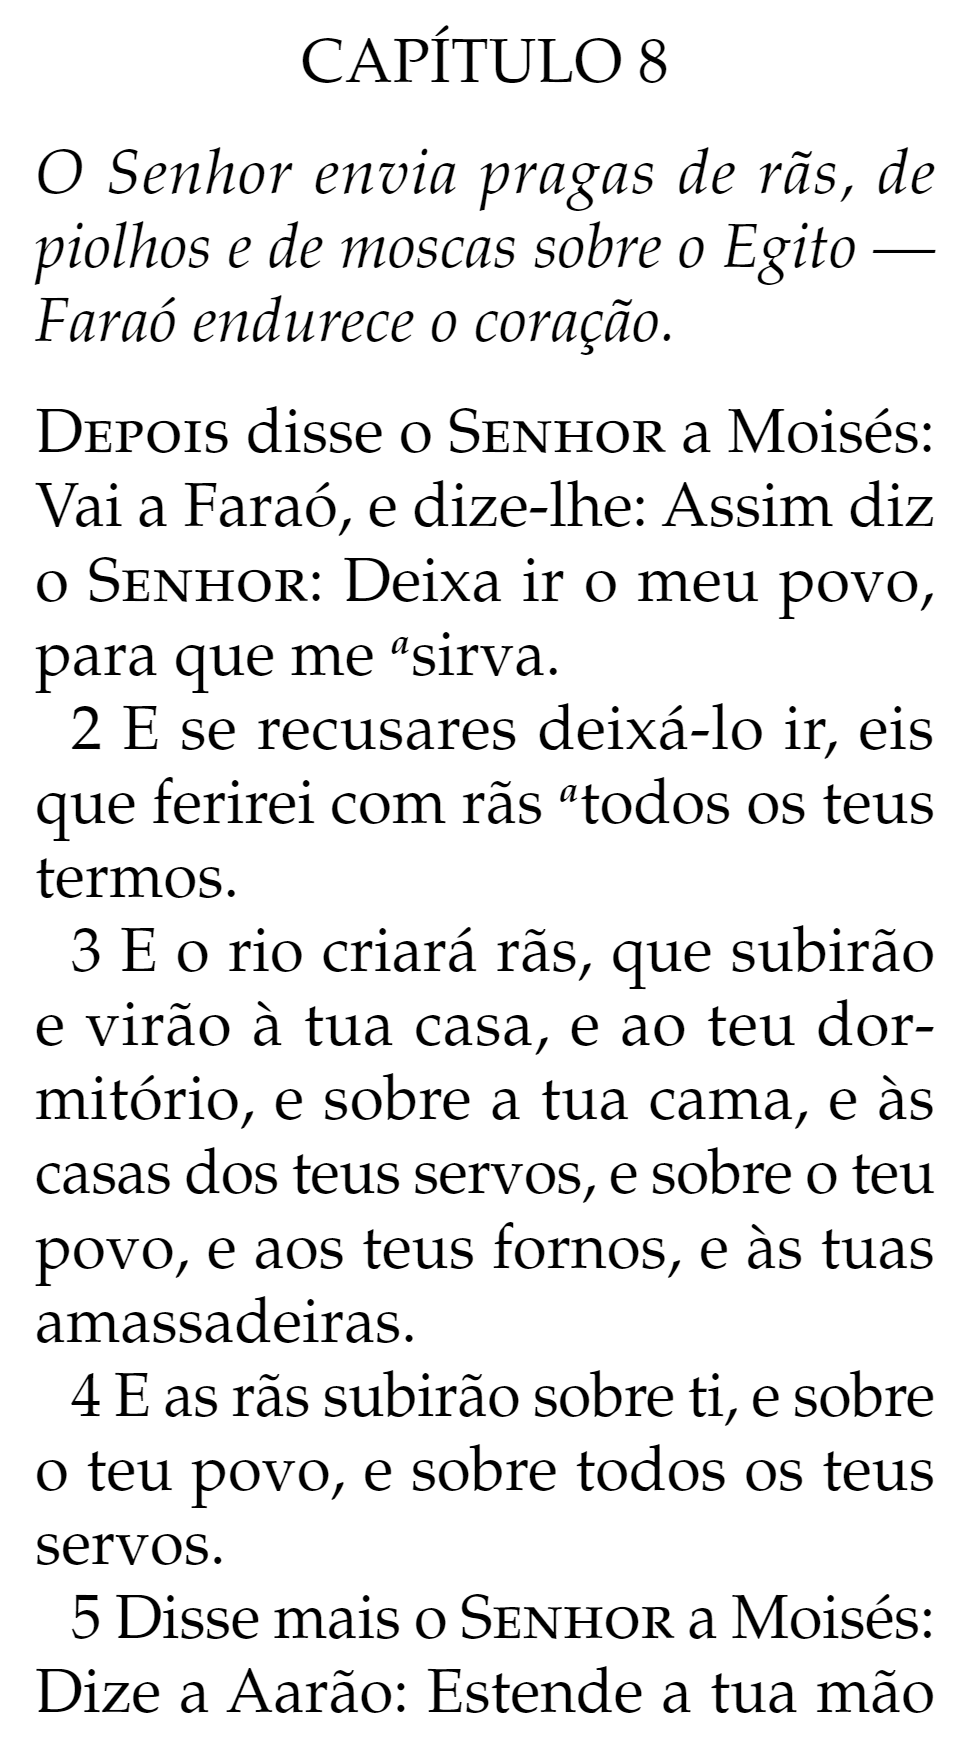 CAPÍTULO 8
O Senhor envia pragas de rãs, de
piolhos e de moscas sobre o Egito —
Faraó endurece o coração.
DEPOIS disse o SENHOR a Moisés:
Vai a Faraó, e dize-lhe: Assim diz
o SENHOR: Deixa ir o meu povo,
para que me ᵃsirva.
2 E se recusares deixá-lo ir, eis
que ferirei com rãs ᵃtodos os teus
termos.
3 E o rio criará rãs, que subirão
e virão à tua casa, e ao teu dor-
mitório, e sobre a tua cama, e às
casas dos teus servos, e sobre o teu
povo, e aos teus fornos, e às tuas
amassadeiras.
4 E as rãs subirão sobre ti, e sobre
o teu povo, e sobre todos os teus
servos.
5 Disse mais o SENHOR a Moisés:
Dize a Aarão: Estende a tua mão